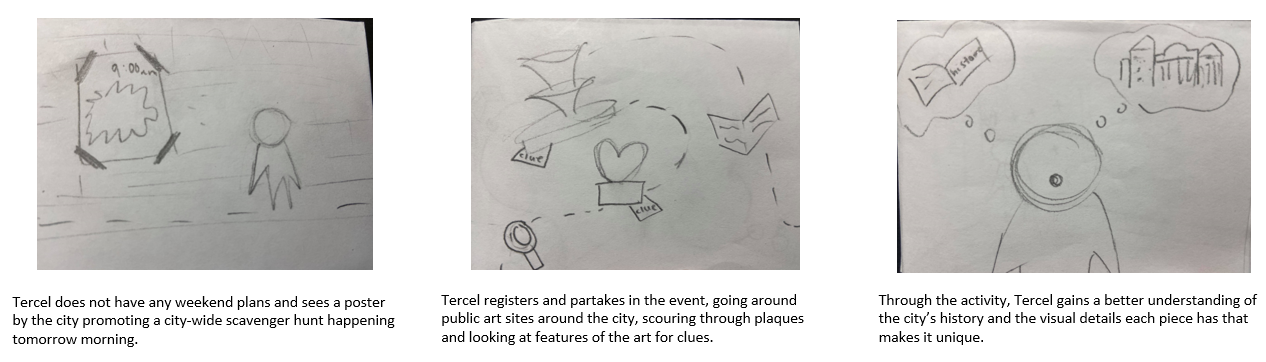 9:00am
clue
clue
history
Tercel does not have any weekend plans and sees a poster
by the city promoting a city-wide scavenger hunt happening
tomorrow morning.
Tercel registers and partakes in the event, going around
public art sites around the city, scouring through plaques
and looking at features of the art for clues.
Through the activity, Tercel gains a better understanding of
the city's history and the visual details each piece has that
makes it unique.